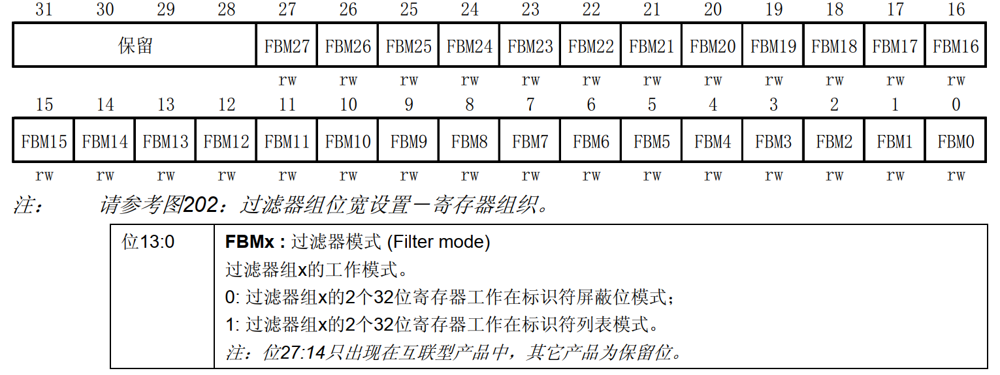 31 30 29 28 27 26 25 24 23 22 21 20 19 18 17 16
保留 FBM27 FBM26 FBM25 FBM24 FBM23 FBM22 FBM21 FBM20 FBM19 FBM18 FBM17 FBM16
rw rw rw rw rw rw rw rw rw rw rw rw
15 14 13 12 11 10 9 8 7 6 5 4 3 2 1 0
FBM15 FBM14 FBM13 FBM12 FBM11 FBM10 FBM9 FBM8 FBM7 FBM6 FBM5 FBM4 FBM3 FBM2 FBM1 FBM0
rw rw rw rw rw rw rw rw rw rw rw rw rw rw rw rw
注： 请参考图202：过滤器组位宽设置－寄存器组织。
位13:0 FBMx : 过滤器模式 (Filter mode)
过滤器组x的工作模式。
0: 过滤器组x的2个32位寄存器工作在标识符屏蔽位模式；
1: 过滤器组x的2个32位寄存器工作在标识符列表模式。
注：位27:14只出现在互联型产品中，其它产品为保留位。